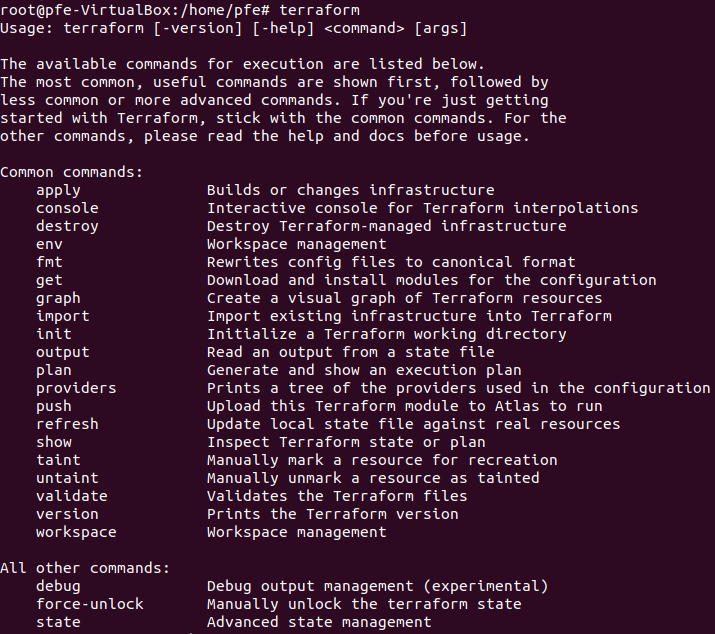 root@pfe-VirtualBox:/home/pfe# terraform
Usage: terraform [-version] [-help] <command> [args]

The available commands for execution are listed below.
The most common, useful commands are shown first, followed by
less common or more advanced commands. If you're just getting
started with Terraform, stick with the common commands. For the
other commands, please read the help and docs before usage.

Common commands:
    apply              Builds or changes infrastructure
    console            Interactive console for Terraform interpolations
    destroy            Destroy Terraform-managed infrastructure
    env                Workspace management
    fmt                Rewrites config files to canonical format
    get                Download and install modules for the configuration
    graph              Create a visual graph of Terraform resources
    import             Import existing infrastructure into Terraform
    init               Initialize a Terraform working directory
    output             Read an output from a state file
    plan               Generate and show an execution plan
    providers          Prints a tree of the providers used in the configuration
    push               Upload this Terraform module to Atlas to run
    refresh            Update local state file against real resources
    show               Inspect Terraform state or plan
    taint              Manually mark a resource for recreation
    untaint            Manually unmark a resource as tainted
    validate           Validates the Terraform files
    version            Prints the Terraform version
    workspace          Workspace management

All other commands:
    debug              Debug output management (experimental)
    force-unlock       Manually unlock the terraform state
    state              Advanced state management